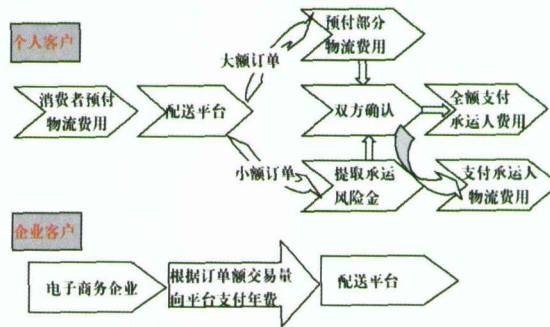 个人客户
预付部分
物流费用
大额订单
消费者预付
物流费用
配送平台
双方确认
全额支付
承运人费用
小额订单
提取承运
风险金
支付承运人
物流费用
企业客户
电子商务企业
根据订单额交易量
向平台支付年费
配送平台